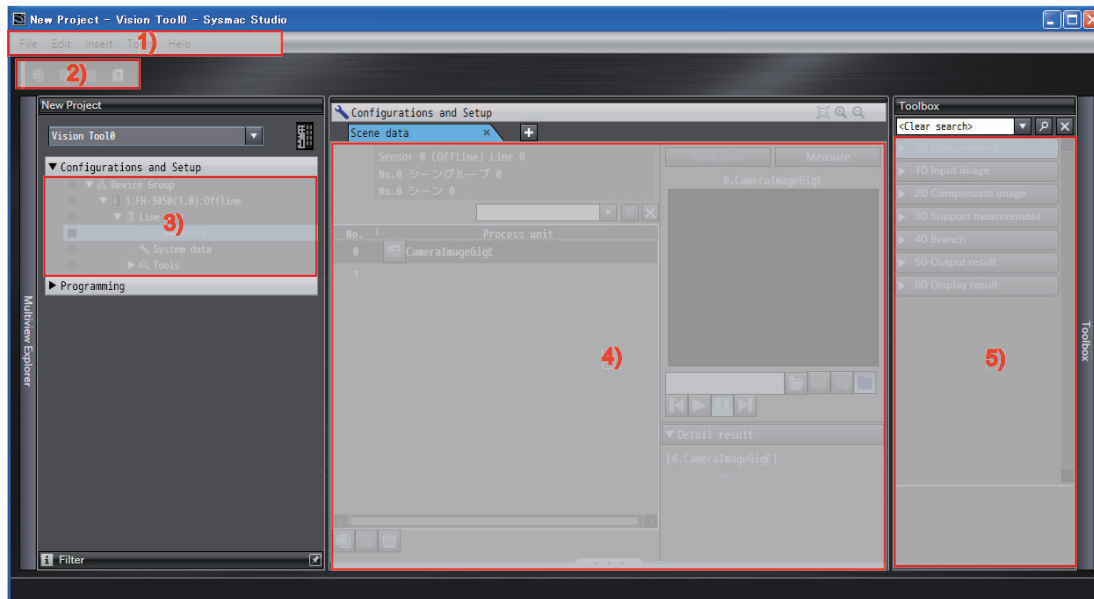 New Project - Vision Tool0 - Sysmac Studio
File Edit Insert Help
1)
2)
New Project
Vision Tool0
Configurations and Setup
Device Group
1:FH-3050(1.0):Offline
Line
3)
System data
Tools
Programming
Filter
Multiview Explorer
Configurations and Setup
Scene data
Sensor 0 (Offline) Line 0
No.0 シーングループ 0
No.0 シーン 0
No. Process unit
0 CameraImageGigE
1
4)
Measure
0.CameraImageGigE
Detail result
[0.CameraImageGigE]
Toolbox
<Clear search>
10 Input image
20 Compensate image
30 Support measurement
40 Branch
50 Output result
60 Display result
5)
Toolbox